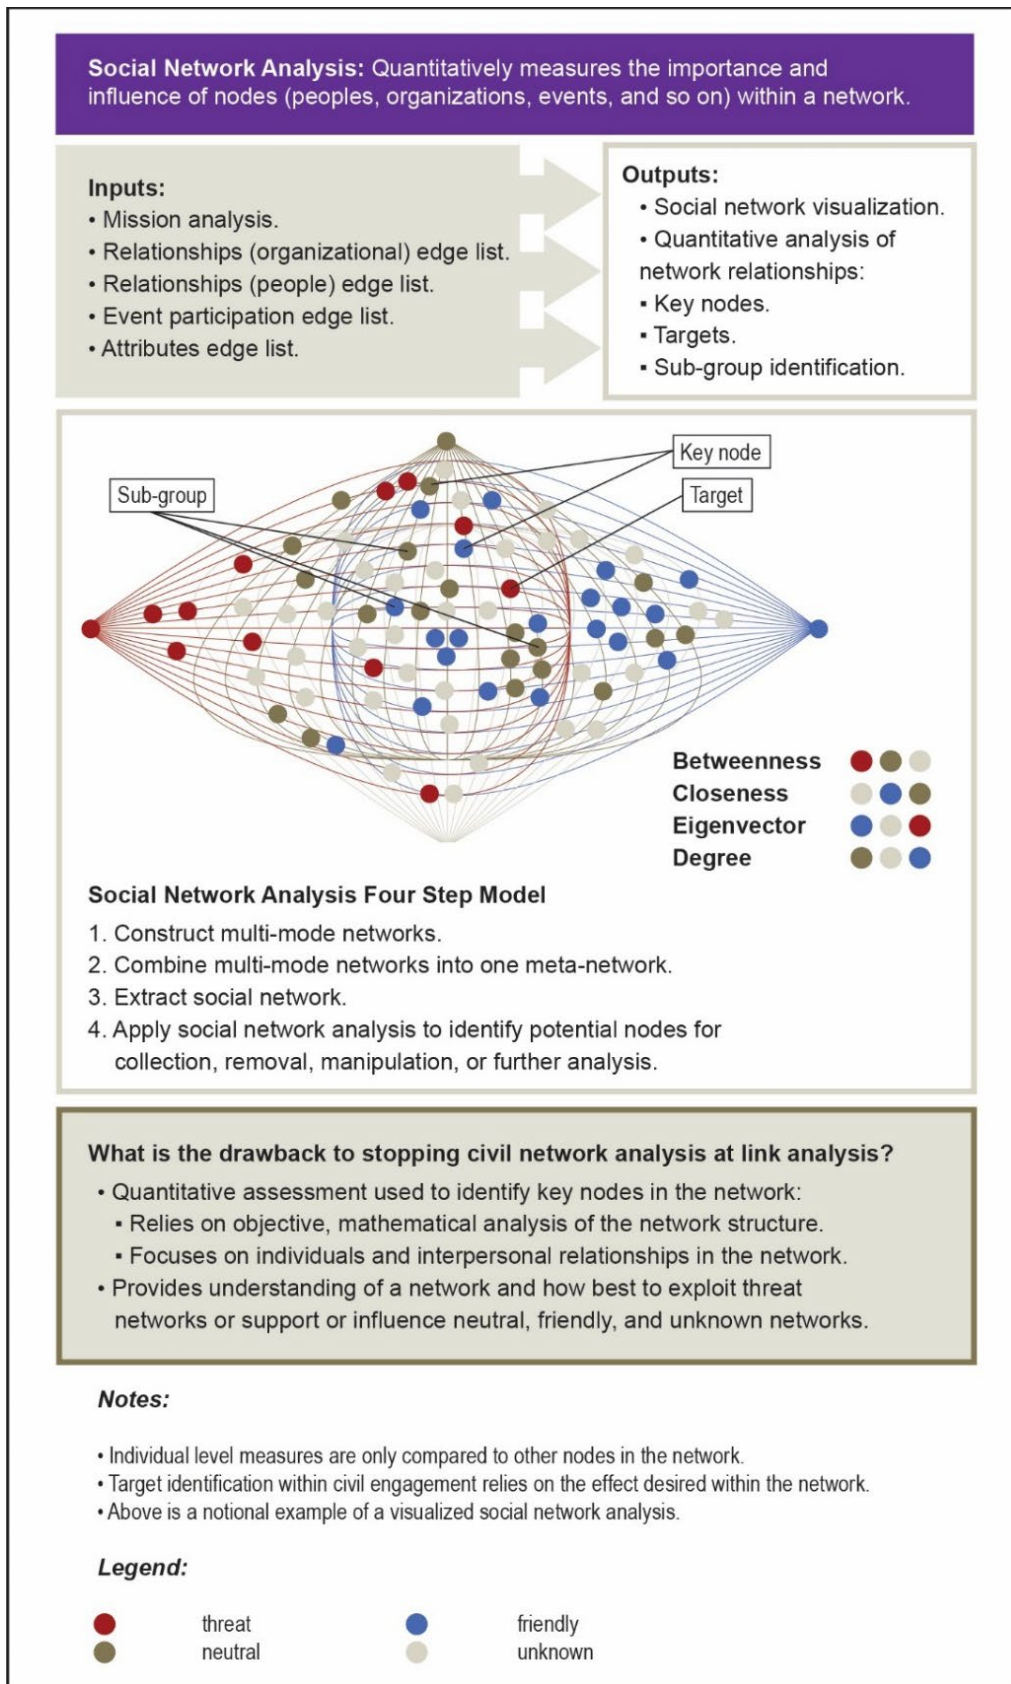 Social Network Analysis: Quantitatively measures the importance and
influence of nodes (peoples, organizations, events, and so on) within a network.
Inputs:
• Mission analysis.
• Relationships (organizational) edge list.
• Relationships (people) edge list.
• Event participation edge list.
• Attributes edge list.
Outputs:
• Social network visualization.
• Quantitative analysis of
network relationships:
▪ Key nodes.
▪ Targets.
▪ Sub-group identification.
Key node
Sub-group
Target
Betweenness
Closeness
Eigenvector
Degree
Social Network Analysis Four Step Model
1. Construct multi-mode networks.
2. Combine multi-mode networks into one meta-network.
3. Extract social network.
4. Apply social network analysis to identify potential nodes for
collection, removal, manipulation, or further analysis.
What is the drawback to stopping civil network analysis at link analysis?
• Quantitative assessment used to identify key nodes in the network:
▪ Relies on objective, mathematical analysis of the network structure.
▪ Focuses on individuals and interpersonal relationships in the network.
• Provides understanding of a network and how best to exploit threat
networks or support or influence neutral, friendly, and unknown networks.
Notes:
• Individual level measures are only compared to other nodes in the network.
• Target identification within civil engagement relies on the effect desired within the network.
• Above is a notional example of a visualized social network analysis.
Legend:
threat
friendly
neutral
unknown